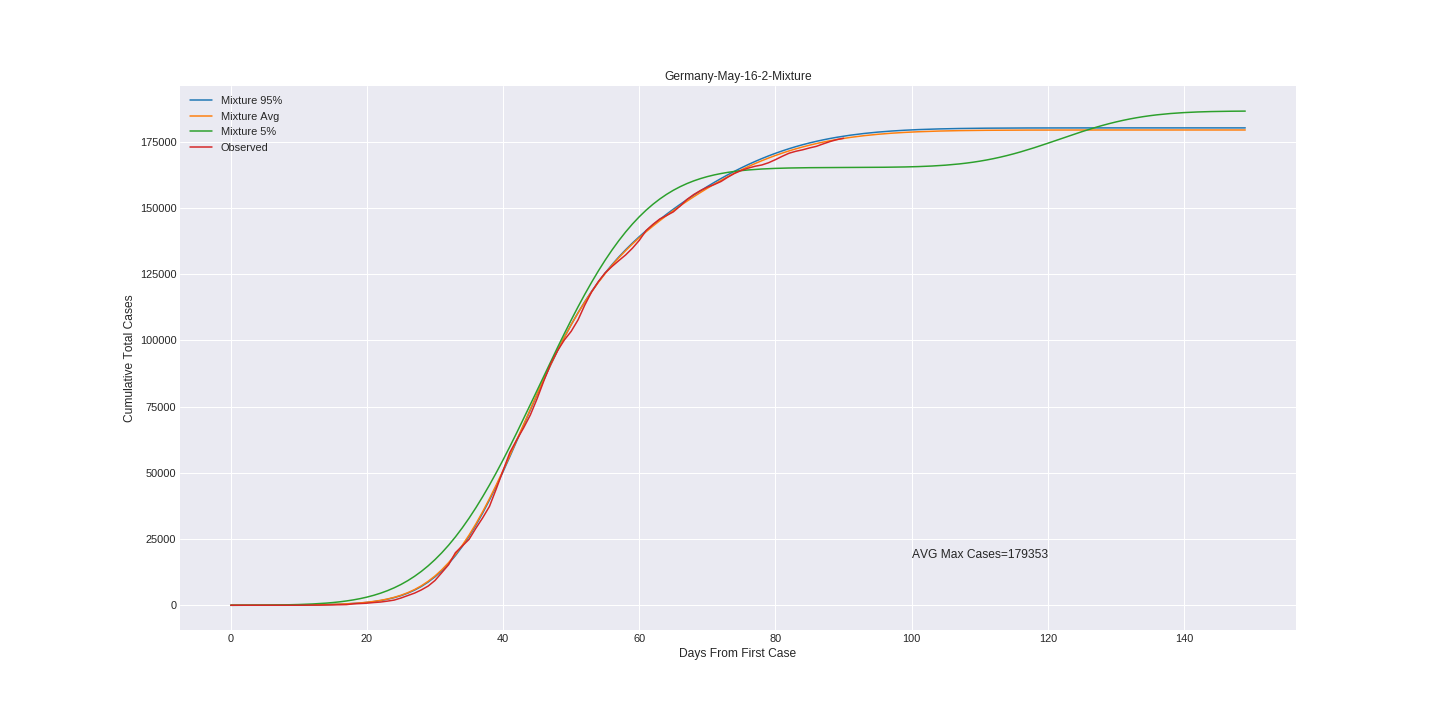 Germany-May-16-2-Mixture
Mixture 95%
Mixture Avg
Mixture 5%
Observed
175000
150000
125000
100000
75000
50000
25000
0
Cumulative Total Cases
AVG Max Cases=179353
0 20 40 60 80 100 120 140
Days From First Case